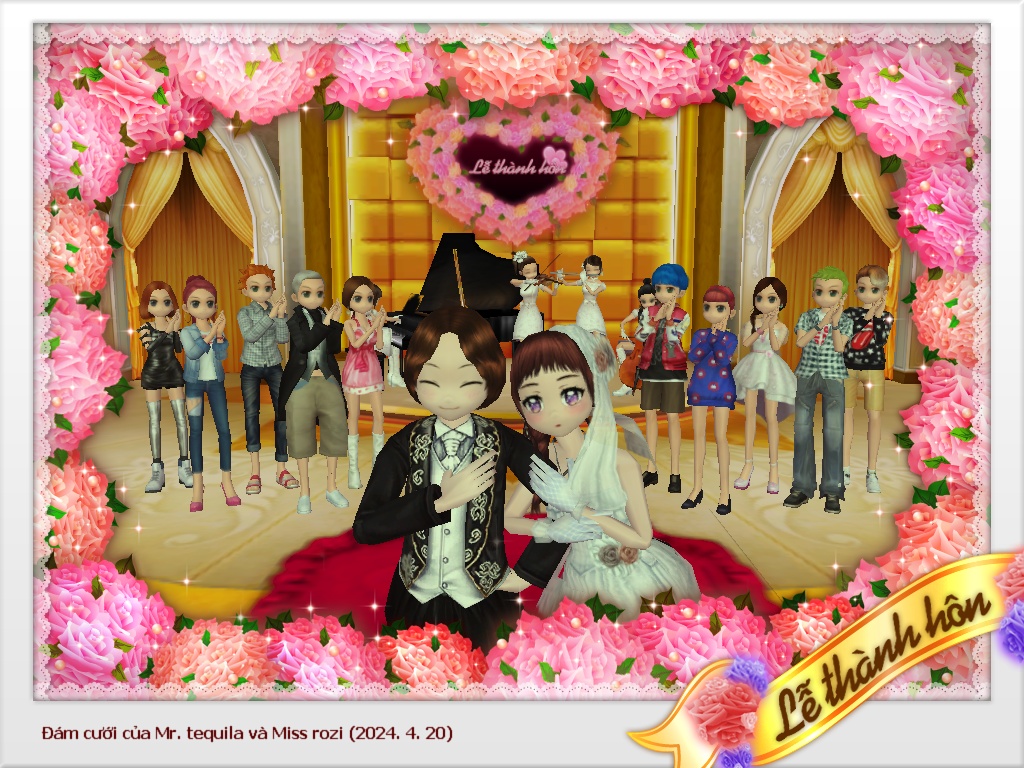 Lễ thành hôn
Lễ thành hôn
Đám cưới của Mr. tequila và Miss rozi (2024. 4. 20)